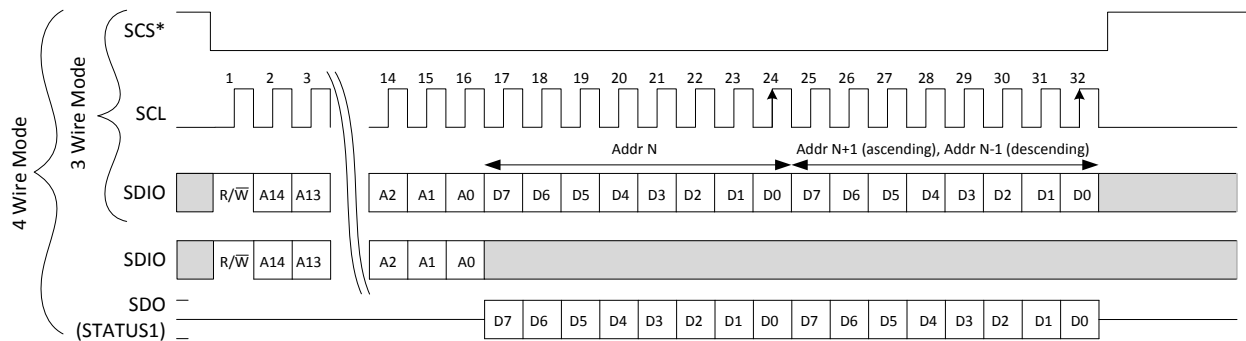 SCS*
1 2 3 14 15 16 17 18 19 20 21 22 23 24 25 26 27 28 29 30 31 32
SCL
Addr N Addr N+1 (ascending), Addr N-1 (descending)
SDIO R/W̅ A14 A13 A2 A1 A0 D7 D6 D5 D4 D3 D2 D1 D0 D7 D6 D5 D4 D3 D2 D1 D0
SDIO R/W̅ A14 A13 A2 A1 A0
SDO
(STATUS1) D7 D6 D5 D4 D3 D2 D1 D0 D7 D6 D5 D4 D3 D2 D1 D0
4 Wire Mode
3 Wire Mode